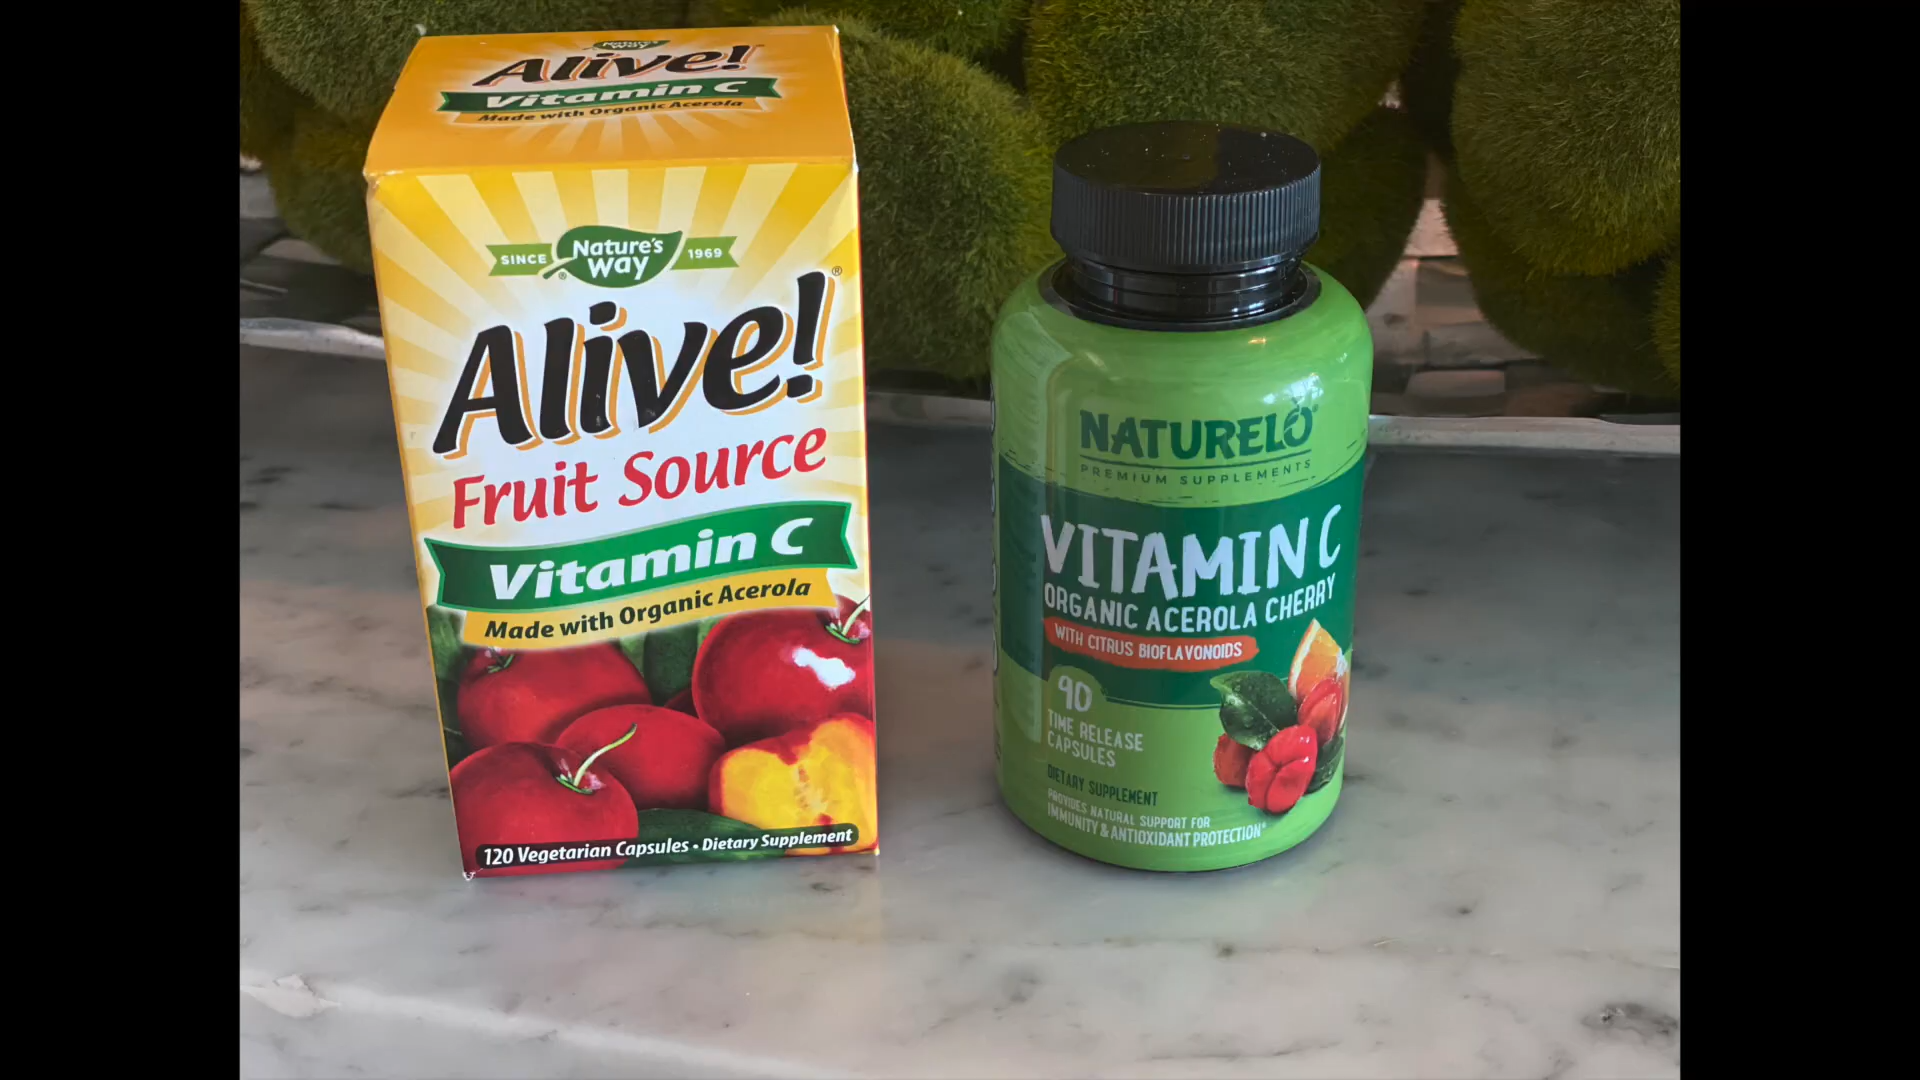 Nature's Way
Alive!
Vitamin C
Made with Organic Acerola
SINCE Nature's Way® 1969
Alive!®
Fruit Source
Vitamin C
Made with Organic Acerola
120 Vegetarian Capsules • Dietary Supplement
NATURELO
PREMIUM SUPPLEMENTS
VITAMIN C
ORGANIC ACEROLA CHERRY
WITH CITRUS BIOFLAVONOIDS
90
TIME RELEASE
CAPSULES
DIETARY SUPPLEMENT
PROVIDES NATURAL SUPPORT FOR
IMMUNITY & ANTIOXIDANT PROTECTION*